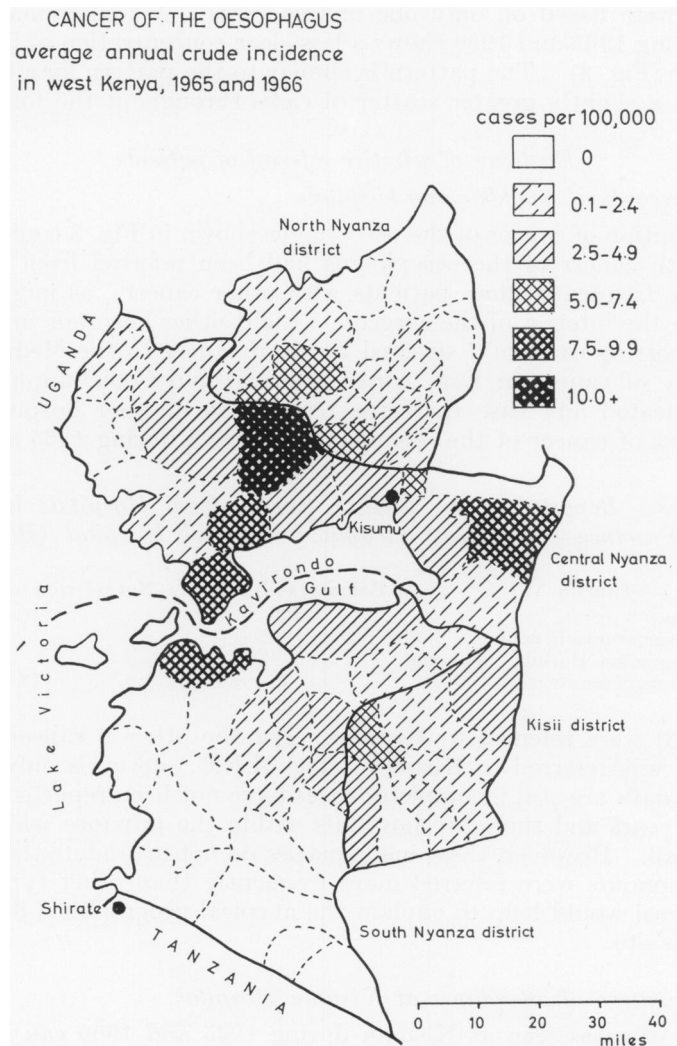 CANCER OF THE OESOPHAGUS
average annual crude incidence
in west Kenya, 1965 and 1966
cases per 100,000
0
0.1-2.4
2.5-4.9
5.0-7.4
7.5-9.9
10.0+
North Nyanza
district
UGANDA
Kisumu
Central Nyanza
district
Kavirondo
Gulf
Lake Victoria
Kisii district
Shirate
South Nyanza district
TANZANIA
0 10 20 30 40
miles